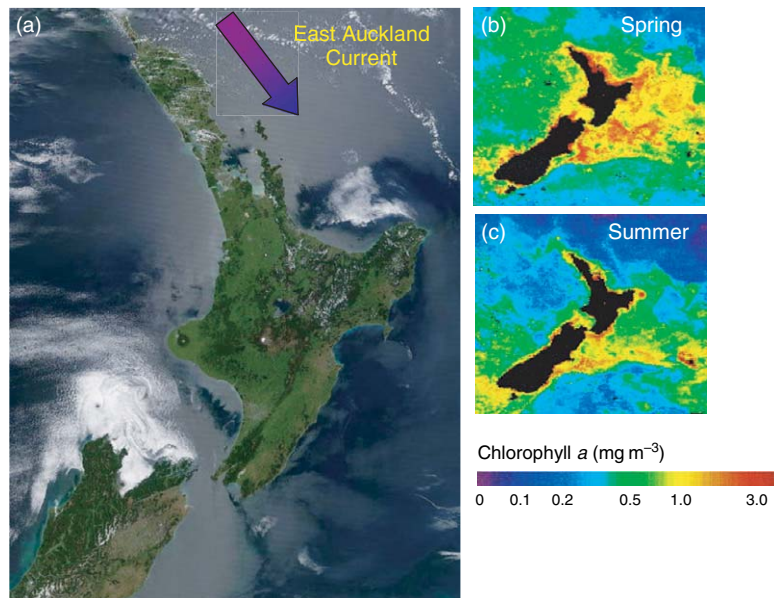 (a)
East Auckland
Current
(b)
Spring
(c)
Summer
Chlorophyll a (mg m–3)
0 0.1 0.2 0.5 1.0 3.0